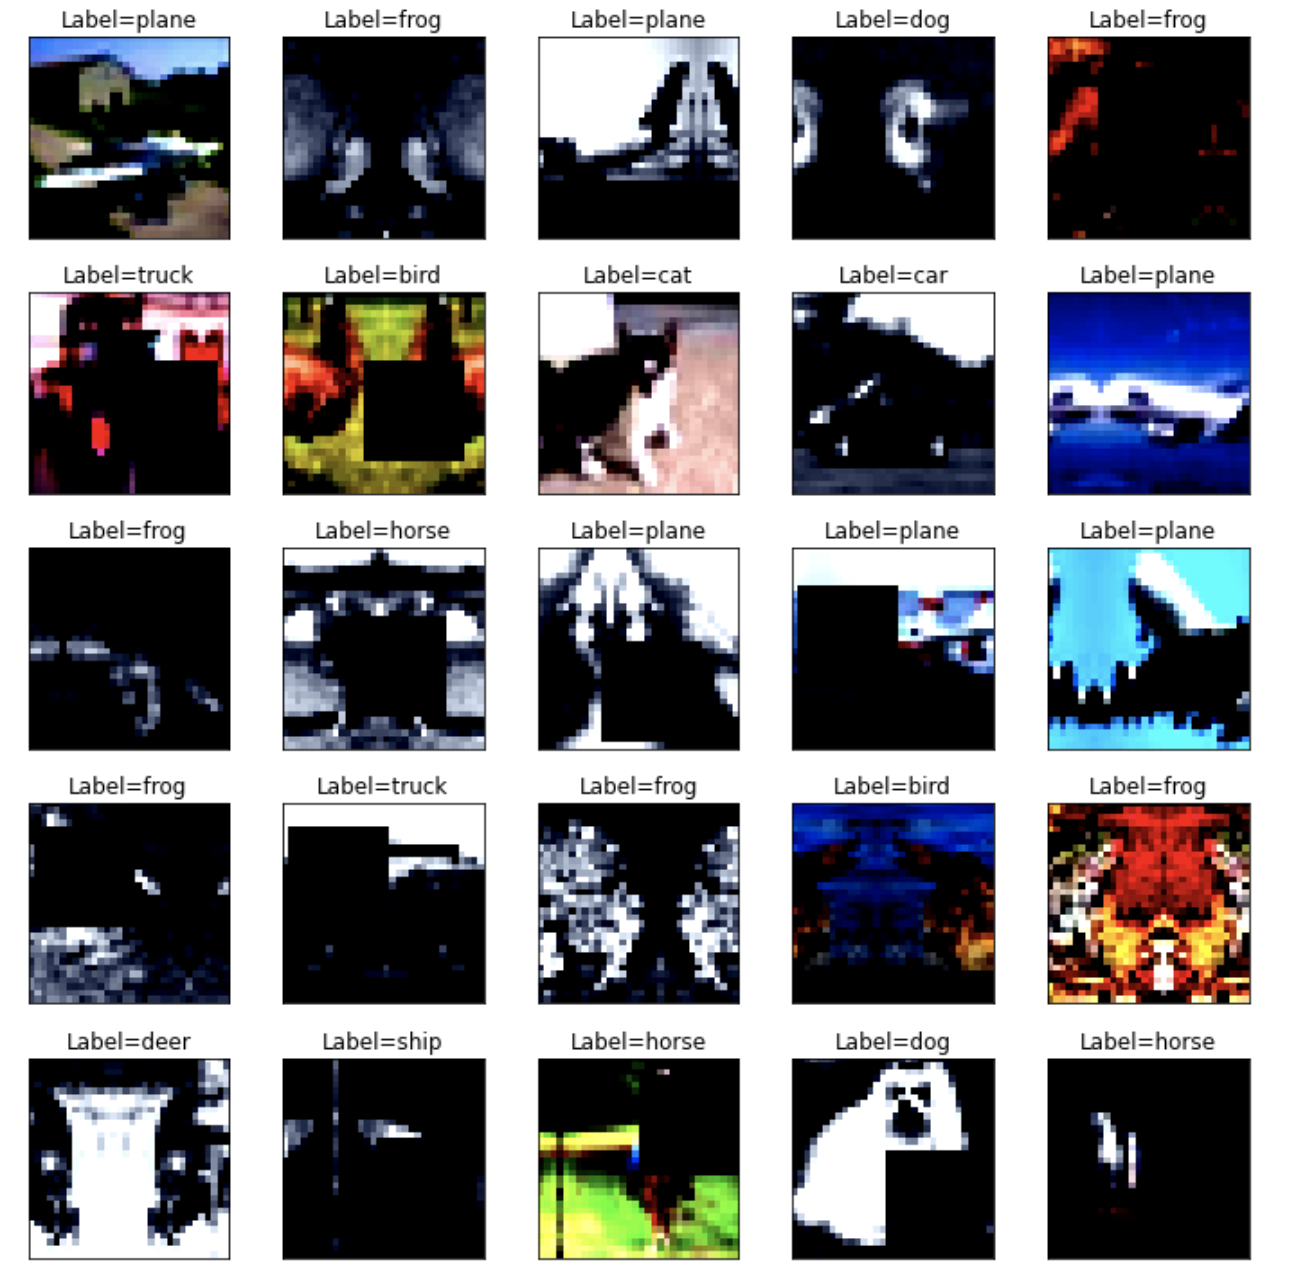 Label=plane Label=frog Label=plane Label=dog Label=frog
Label=truck Label=bird Label=cat Label=car Label=plane
Label=frog Label=horse Label=plane Label=plane Label=plane
Label=frog Label=truck Label=frog Label=bird Label=frog
Label=deer Label=ship Label=horse Label=dog Label=horse